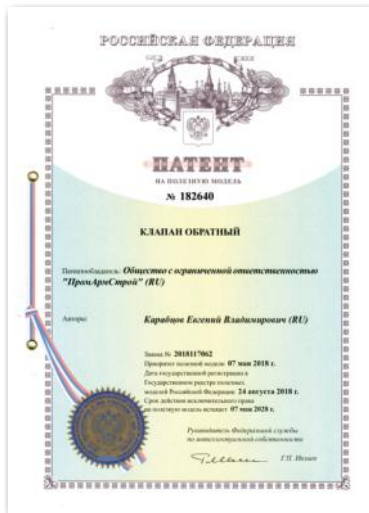 РОССИЙСКАЯ ФЕДЕРАЦИЯ
ПАТЕНТ
НА ПОЛЕЗНУЮ МОДЕЛЬ
№ 182640
КЛАПАН ОБРАТНЫЙ
Патентообладатель: Общество с ограниченной ответственностью
"ПромАрмСтрой" (RU)
Авторы: Карабцов Евгений Владимирович (RU)
Заявка № 2018117062
Приоритет полезной модели 07 мая 2018 г.
Дата государственной регистрации в
Государственном реестре полезных
моделей Российской Федерации 24 августа 2018 г.
Срок действия исключительного права
на полезную модель истекает 07 мая 2028 г.
Руководитель Федеральной службы
по интеллектуальной собственности
Г.П. Ивлиев